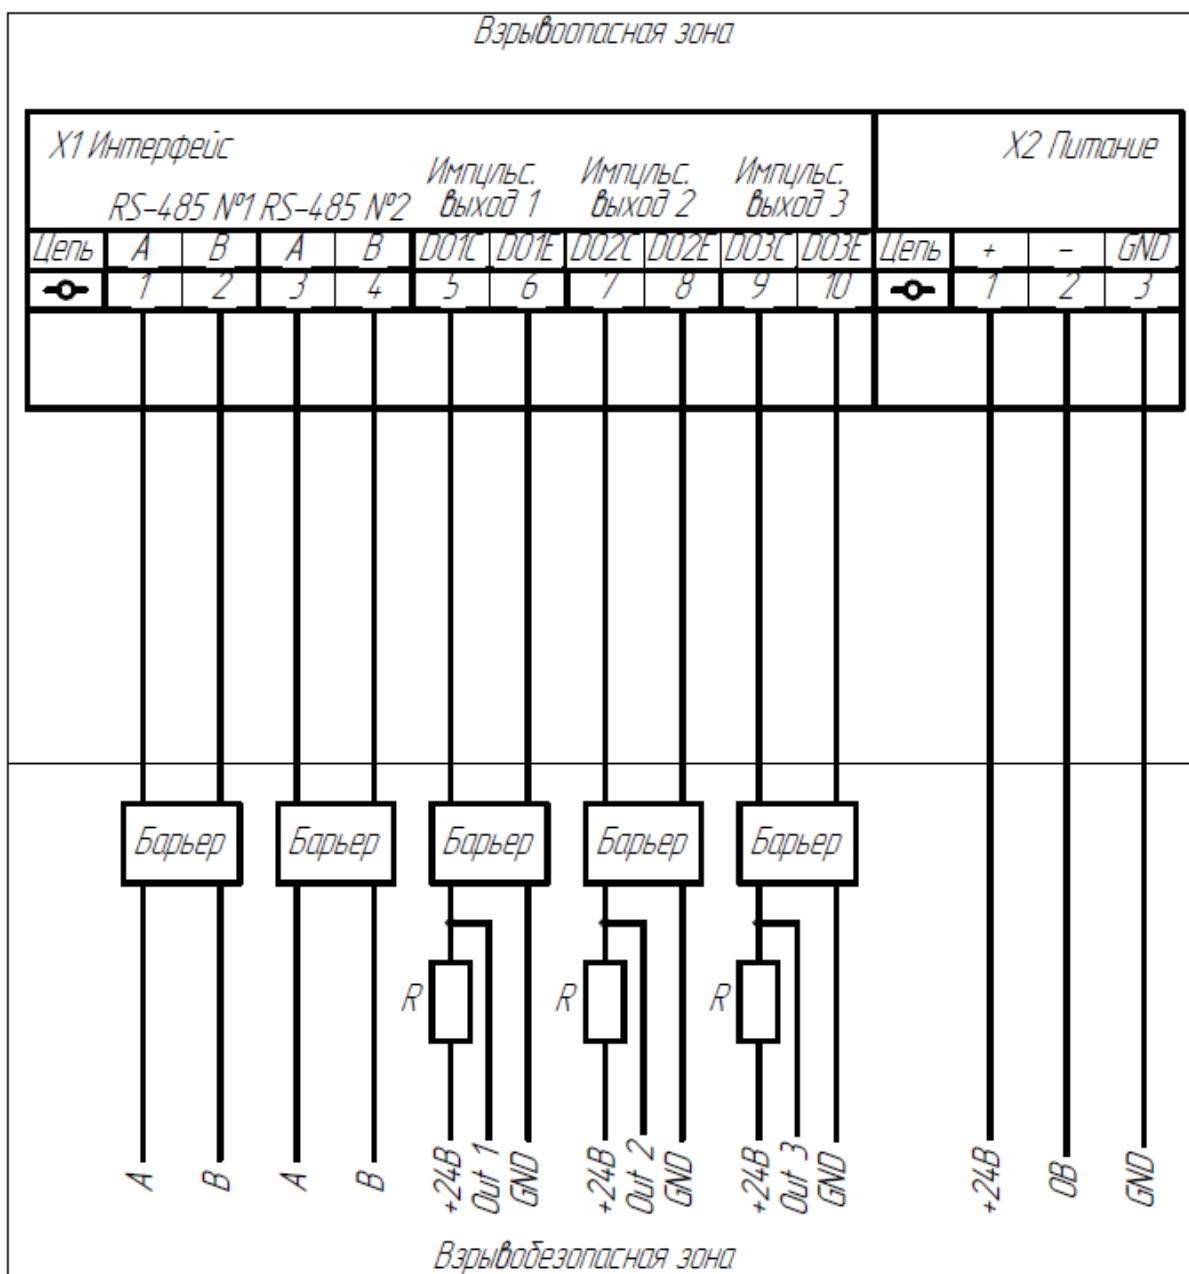 Взрывоопасная зона
X1 Интерфейс
X2 Питание
Импульс. Импульс. Импульс.
RS-485 №1 RS-485 №2 выход 1 выход 2 выход 3
Цепь A B A B DO1C DO1E DO2C DO2E DO3C DO3E Цепь + - GND
1 2 3 4 5 6 7 8 9 10 1 2 3
Барьер Барьер Барьер Барьер Барьер
R R R
A B A B +24В Out 1 GND +24В Out 2 GND +24В Out 3 GND +24В 0В GND
Взрывобезопасная зона